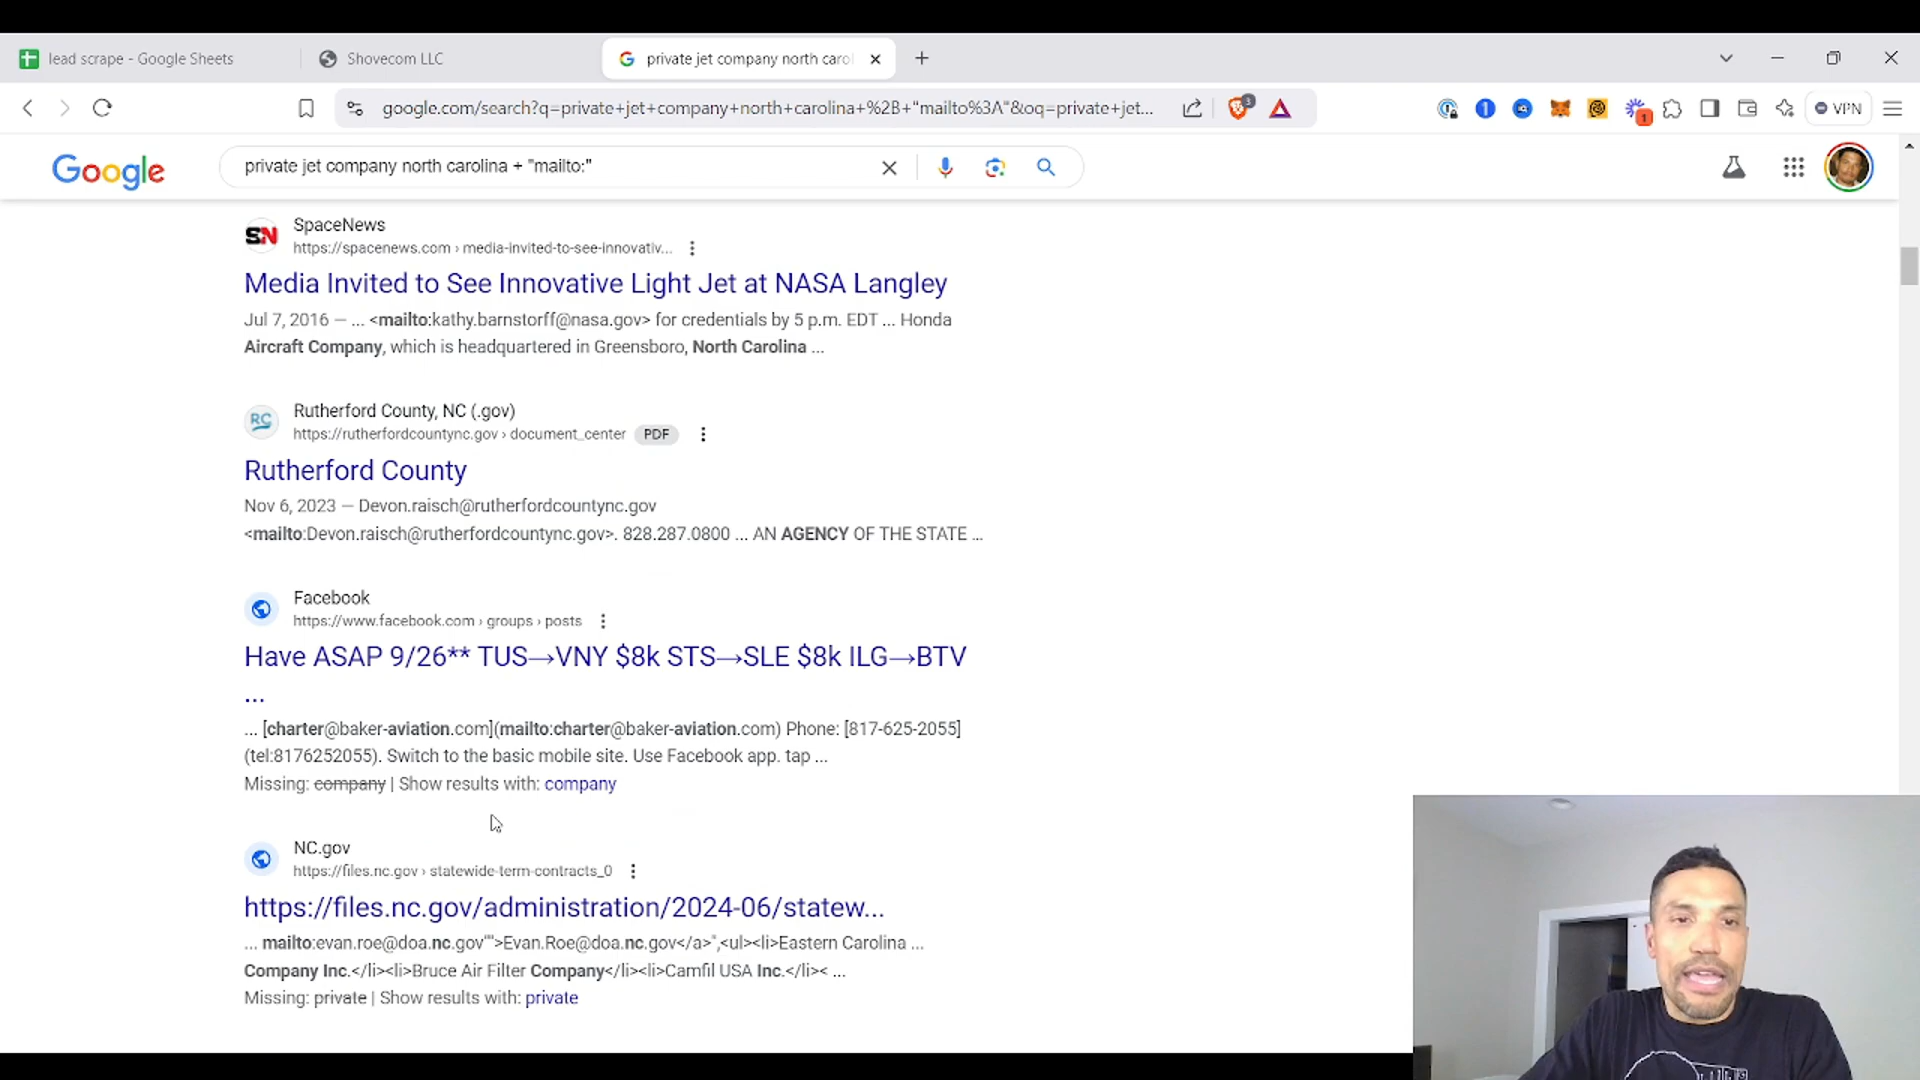 lead scrape - Google Sheets
Shovecom LLC
private jet company north carol
google.com/search?q=private+jet+company+north+carolina+%2B+"mailto%3A"&oq=private+jet...
3
1
1
VPN
Google
private jet company north carolina + "mailto:"
SN
SpaceNews
https://spacenews.com › media-invited-to-see-innovativ...
Media Invited to See Innovative Light Jet at NASA Langley
Jul 7, 2016 — ... <mailto:kathy.barnstorff@nasa.gov> for credentials by 5 p.m. EDT ... Honda
Aircraft Company, which is headquartered in Greensboro, North Carolina ...
RC
Rutherford County, NC (.gov)
https://rutherfordcountync.gov › document_center
PDF
Rutherford County
Nov 6, 2023 — Devon.raisch@rutherfordcountync.gov
<mailto:Devon.raisch@rutherfordcountync.gov>. 828.287.0800 ... AN AGENCY OF THE STATE ...
Facebook
https://www.facebook.com › groups › posts
Have ASAP 9/26** TUS→VNY $8k STS→SLE $8k ILG→BTV
...
... [charter@baker-aviation.com](mailto:charter@baker-aviation.com) Phone: [817-625-2055]
(tel:8176252055). Switch to the basic mobile site. Use Facebook app. tap ...
Missing: company | Show results with: company
NC.gov
https://files.nc.gov › statewide-term-contracts_0
https://files.nc.gov/administration/2024-06/statew...
... mailto:evan.roe@doa.nc.gov"">Evan.Roe@doa.nc.gov</a>",<ul><li>Eastern Carolina ...
Company Inc.</li><li>Bruce Air Filter Company</li><li>Camfil USA Inc.</li>< ...
Missing: private | Show results with: private